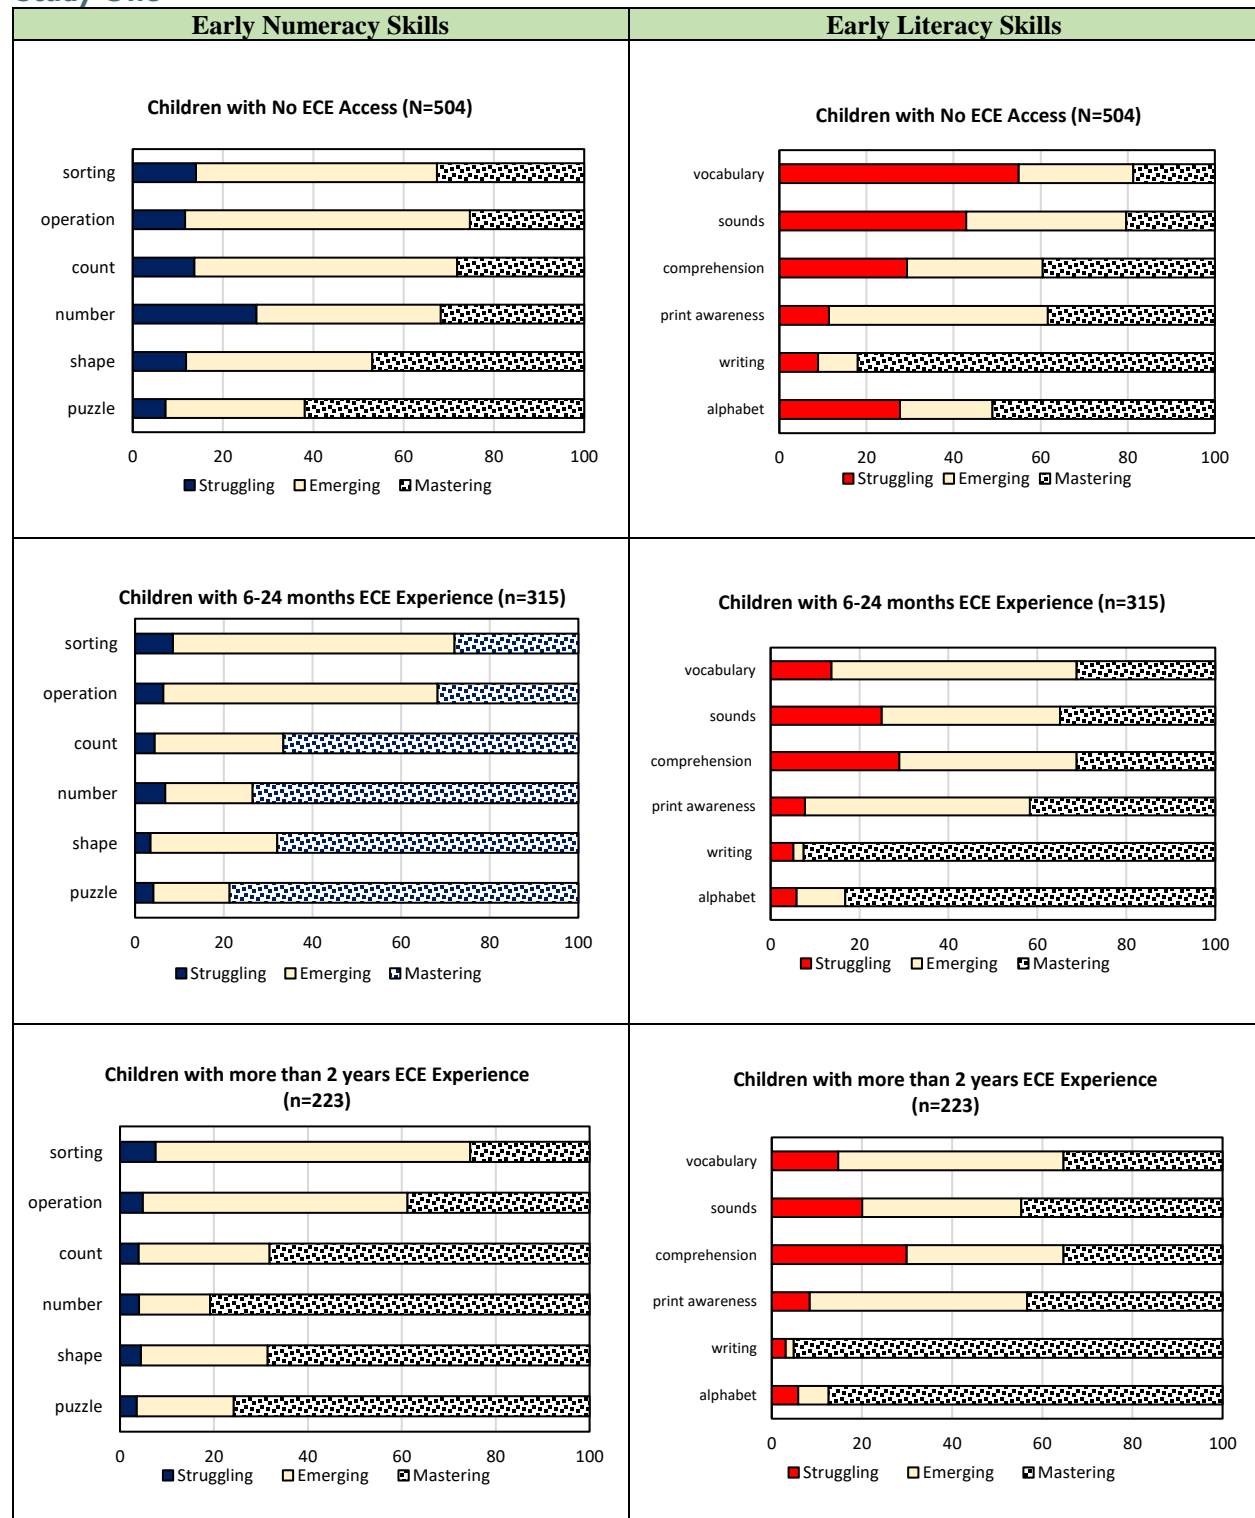 Study One
Early Numeracy Skills
Early Literacy Skills
Children with No ECE Access (N=504)
sorting
operation
count
number
shape
puzzle
0 20 40 60 80 100
Struggling Emerging Mastering
Children with No ECE Access (N=504)
vocabulary
sounds
comprehension
print awareness
writing
alphabet
0 20 40 60 80 100
Struggling Emerging Mastering
Children with 6-24 months ECE Experience (n=315)
sorting
operation
count
number
shape
puzzle
0 20 40 60 80 100
Struggling Emerging Mastering
Children with 6-24 months ECE Experience (n=315)
vocabulary
sounds
comprehension
print awareness
writing
alphabet
0 20 40 60 80 100
Struggling Emerging Mastering
Children with more than 2 years ECE Experience
(n=223)
sorting
operation
count
number
shape
puzzle
0 20 40 60 80 100
Struggling Emerging Mastering
Children with more than 2 years ECE Experience
(n=223)
vocabulary
sounds
comprehension
print awareness
writing
alphabet
0 20 40 60 80 100
Struggling Emerging Mastering